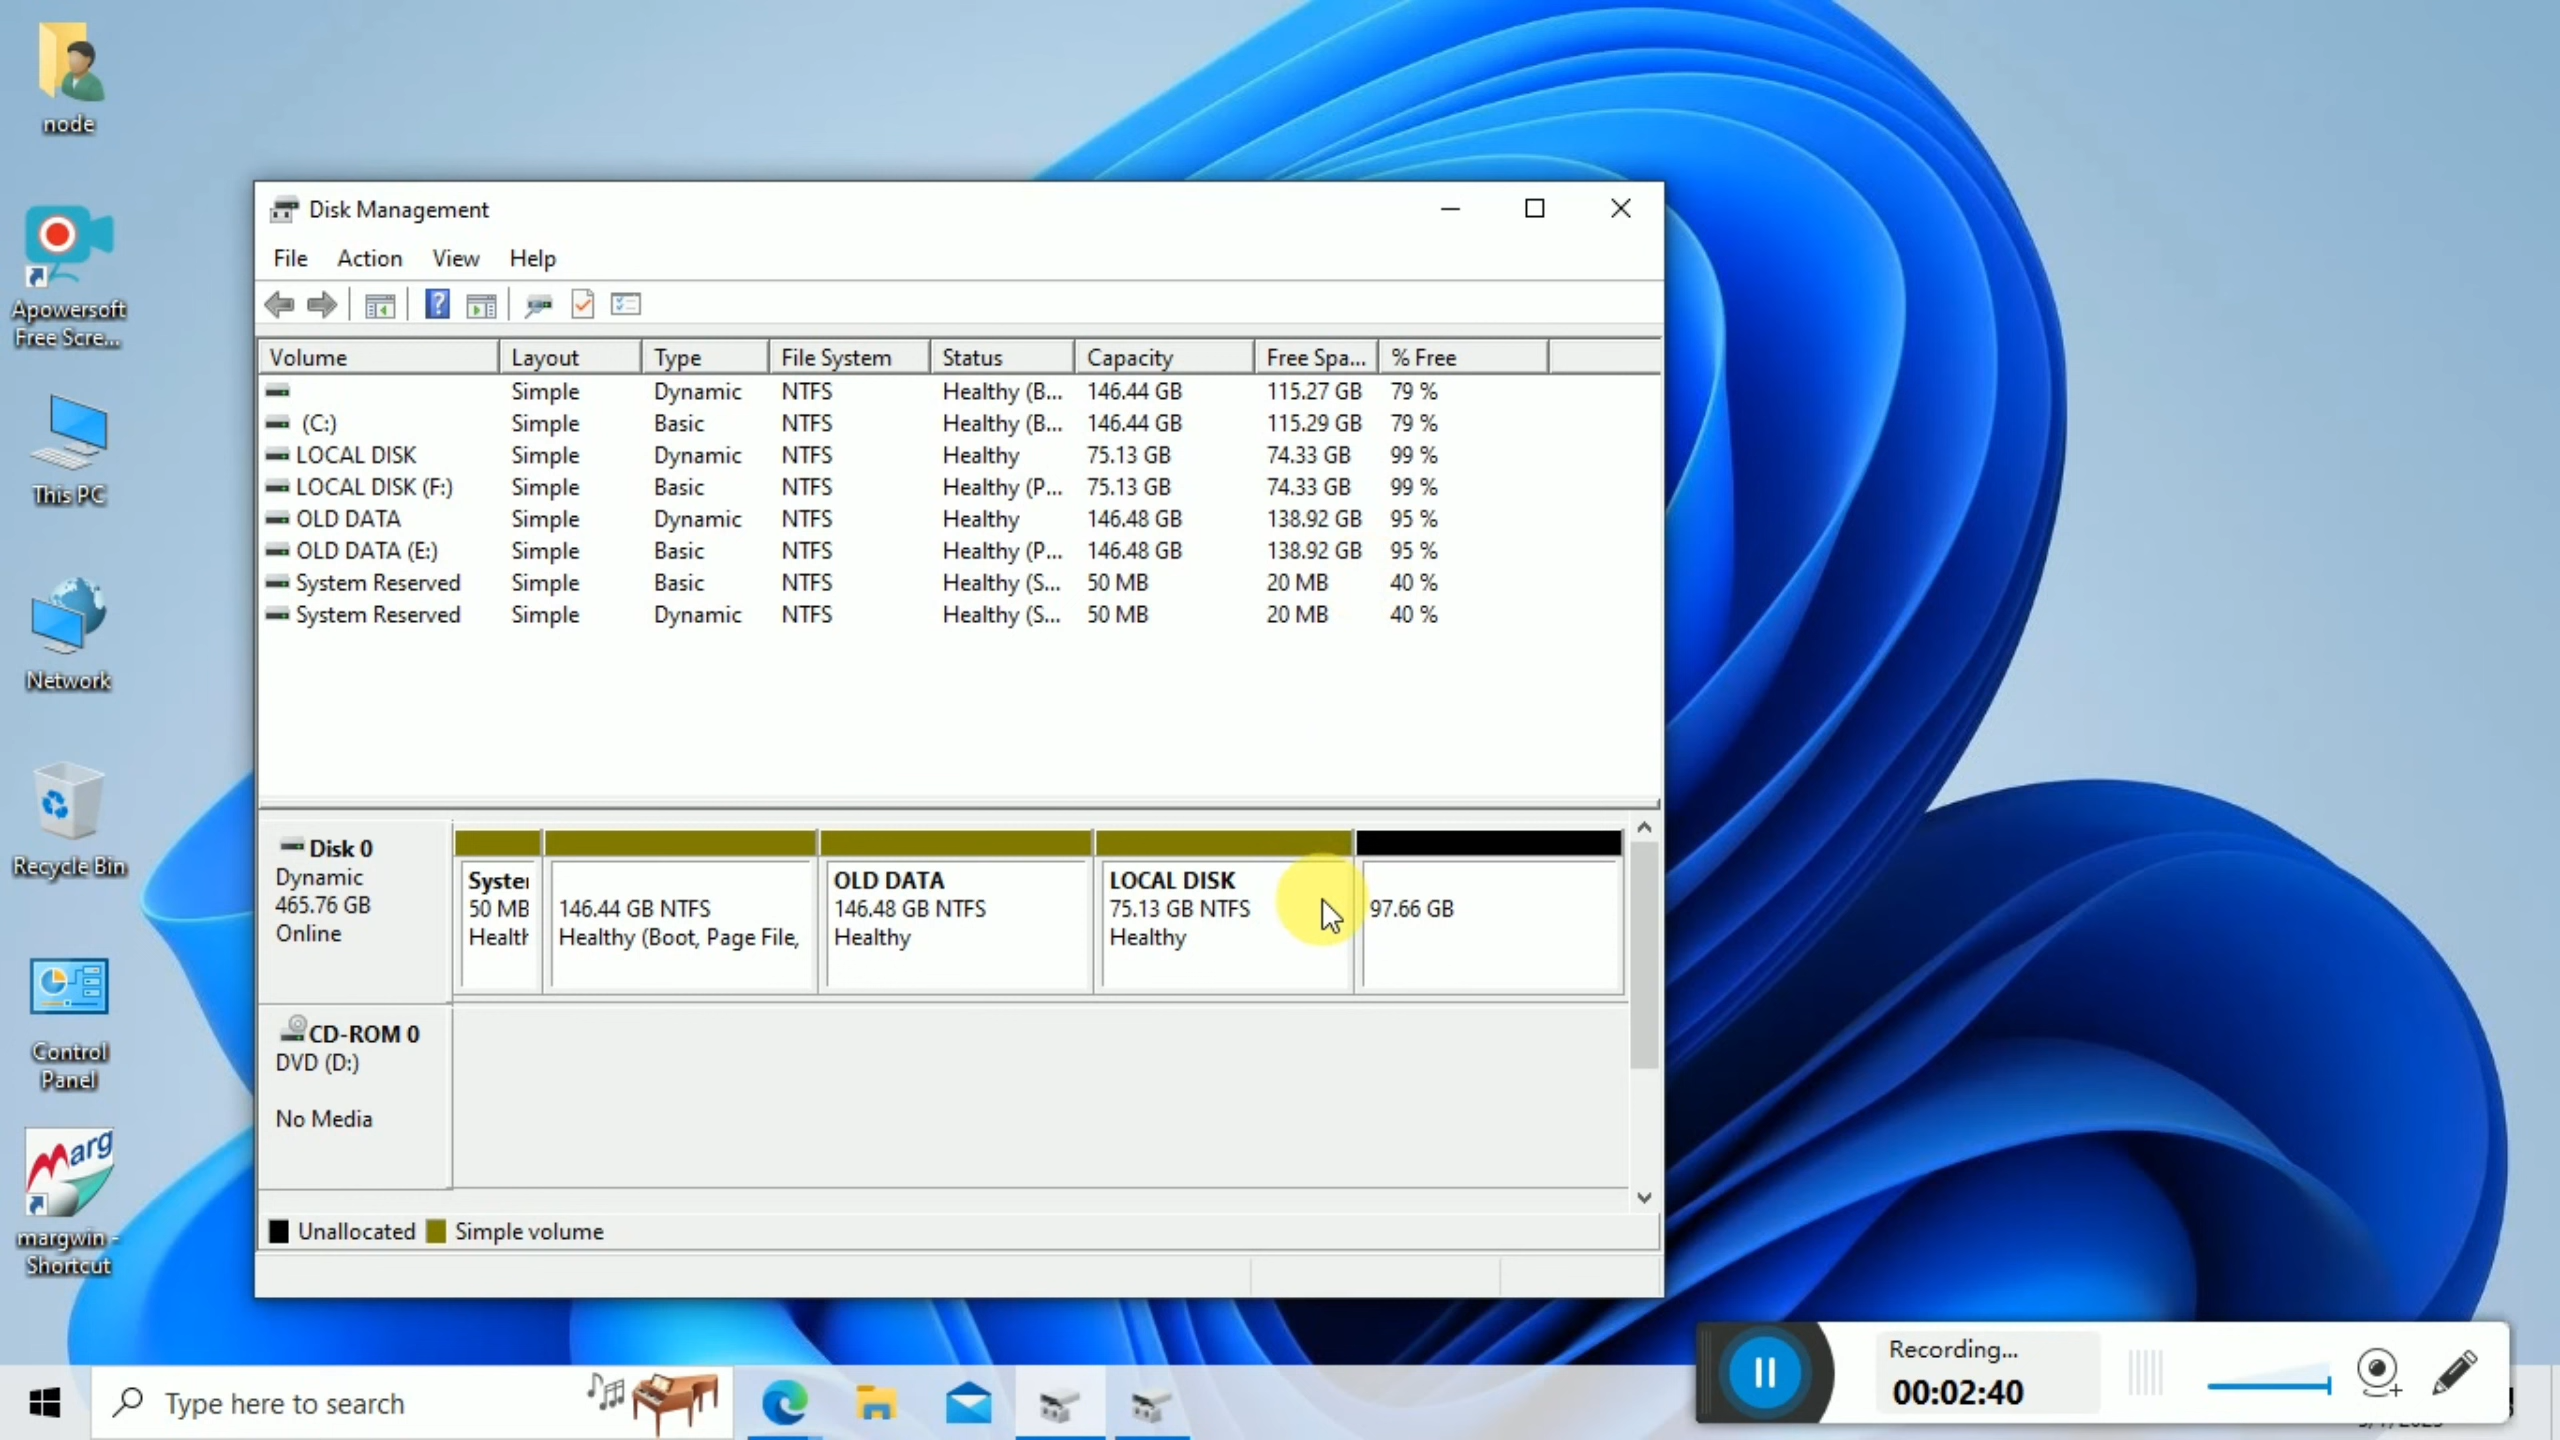 node
Apowersoft
Free Scre...
This PC
Network
Recycle Bin
Control
Panel
Marg
margwin -
Shortcut
Disk Management
File Action View Help
Volume Layout Type File System Status Capacity Free Spa... % Free
Simple Dynamic NTFS Healthy (B... 146.44 GB 115.27 GB 79 %
(C:) Simple Basic NTFS Healthy (B... 146.44 GB 115.29 GB 79 %
LOCAL DISK Simple Dynamic NTFS Healthy 75.13 GB 74.33 GB 99 %
LOCAL DISK (F:) Simple Basic NTFS Healthy (P... 75.13 GB 74.33 GB 99 %
OLD DATA Simple Dynamic NTFS Healthy 146.48 GB 138.92 GB 95 %
OLD DATA (E:) Simple Basic NTFS Healthy (P... 146.48 GB 138.92 GB 95 %
System Reserved Simple Basic NTFS Healthy (S... 50 MB 20 MB 40 %
System Reserved Simple Dynamic NTFS Healthy (S... 50 MB 20 MB 40 %
Disk 0
Dynamic
465.76 GB
Online
Syste
50 MB
Health
146.44 GB NTFS
Healthy (Boot, Page File,
OLD DATA
146.48 GB NTFS
Healthy
LOCAL DISK
75.13 GB NTFS
Healthy
97.66 GB
CD-ROM 0
DVD (D:)
No Media
Unallocated Simple volume
Recording...
00:02:40
Type here to search